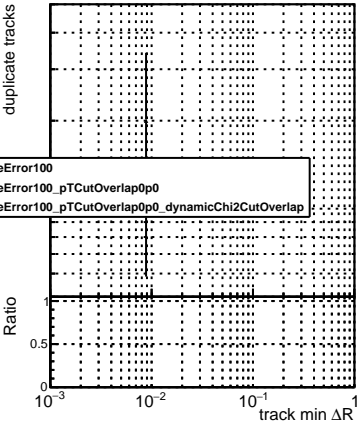 duplicate tracks
eError100
eError100_pTCutOverlap0p0
eError100_pTCutOverlap0p0_dynamicChi2CutOverlap
Ratio
1
0.5
0
10⁻³ 10⁻² 10⁻¹ 1
track min ΔR